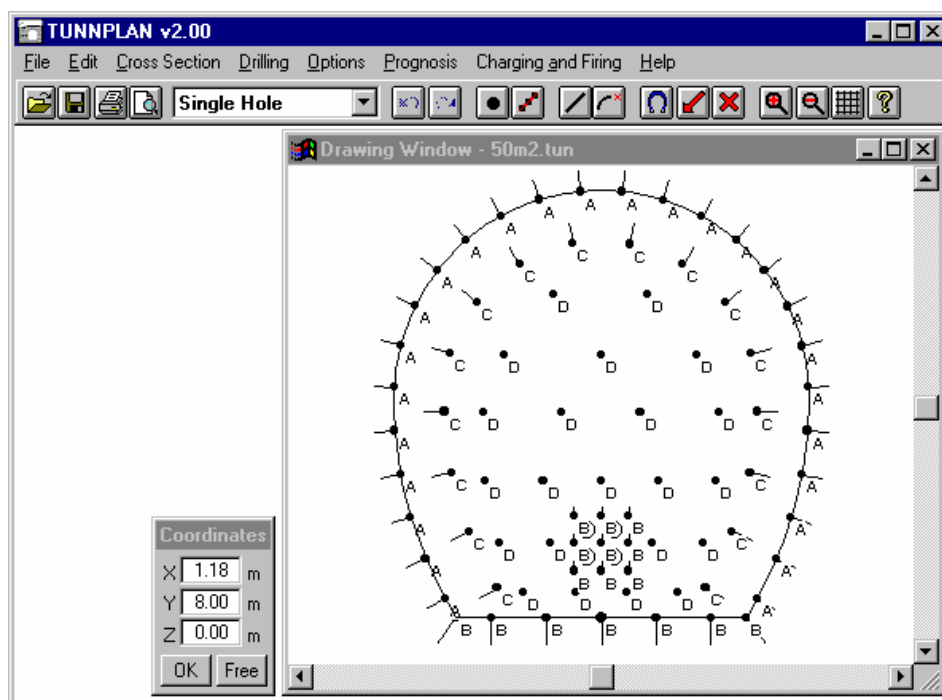 TUNNPLAN v2.00
File Edit Cross Section Drilling Options Prognosis Charging and Firing Help
Single Hole
Drawing Window - 50m2.tun
A A
A A
A A
A C C A
C C
A A
D D
A C C A
A C D D D C A
A A
C D D D D C
A A
A C D D D D D C A
A B) B) B A
C D D B) B) B D D C
A A
B B B
C D D D D C
A A
B B B B B B B
Coordinates
X 1.18 m
Y 8.00 m
Z 0.00 m
OK Free